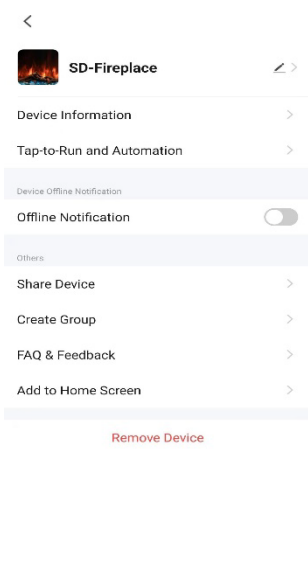 SD-Fireplace
Device Information
Tap-to-Run and Automation
Device Offline Notification
Offline Notification
Others
Share Device
Create Group
FAQ & Feedback
Add to Home Screen
Remove Device